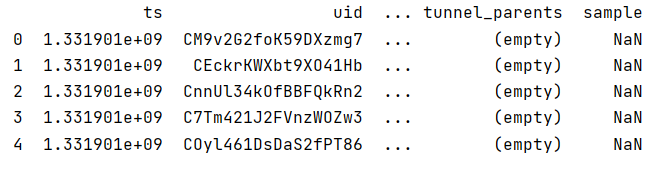 ts uid ... tunnel_parents sample
0 1.331901e+09 CM9v2G2foK59DXzmg7 ... (empty) NaN
1 1.331901e+09 CEckrKWXbt9XO41Hb ... (empty) NaN
2 1.331901e+09 CnnUl34kOfBBFQkRn2 ... (empty) NaN
3 1.331901e+09 C7Tm421J2FVnzWOZw3 ... (empty) NaN
4 1.331901e+09 COyl461DsDaS2fPT86 ... (empty) NaN